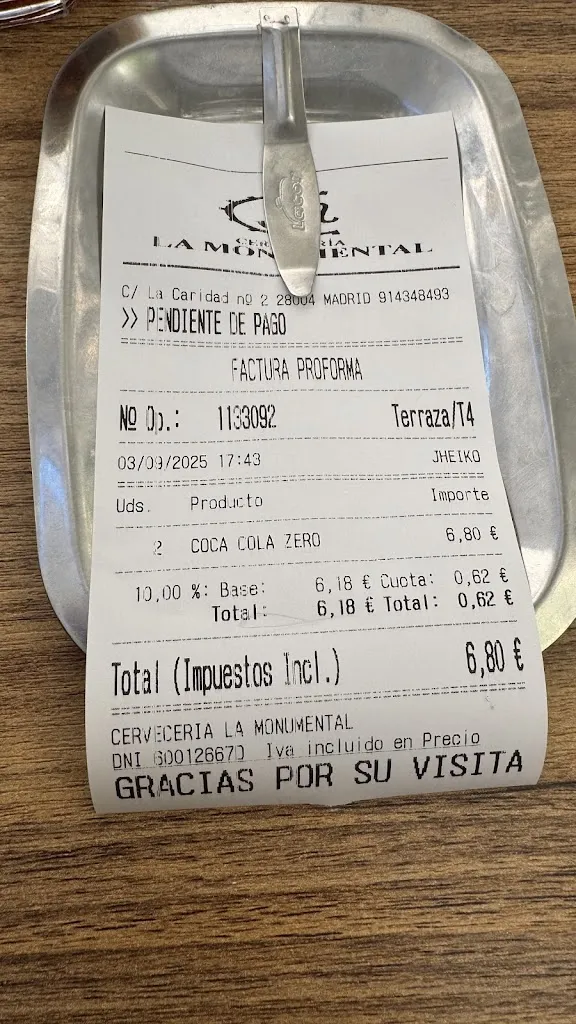 CERVECERÍA
LA MONUMENTAL
C/ La Caridad nº 2 28004 MADRID 914348493
>> PENDIENTE DE PAGO
FACTURA PROFORMA
Nº Op.: 1133092 Terraza/T4
03/09/2025 17:43 JHEIKO
Uds. Producto Importe
2 COCA COLA ZERO 6,80 €
10,00 %: Base: 6,18 € Cuota: 0,62 €
Total: 6,18 € Total: 0,62 €
Total (Impuestos Incl.) 6,80 €
CERVECERIA LA MONUMENTAL
DNI Iva incluido en Precio
GRACIAS POR SU VISITA